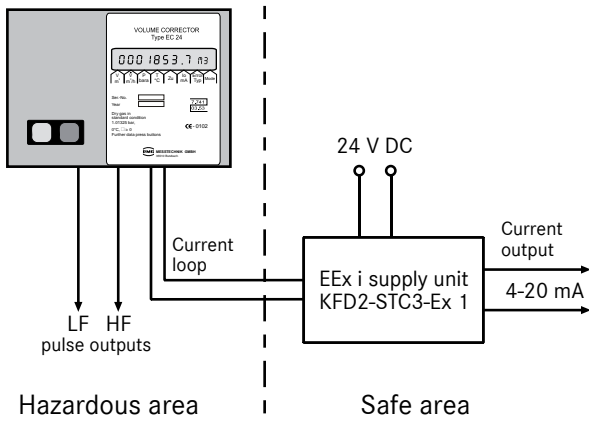 VOLUME CORRECTOR
Type EC 24
0001853.7 m3
Ser.-No.
Year
Dry gas in
standard condition
1.01325 bar,
Further data press buttons
CE - 0102
RMG MESSTECHNIK GMBH
24 V DC
Current
loop
EEx i supply unit
KFD2-STC3-Ex 1
Current
output
4-20 mA
LF HF
pulse outputs
Hazardous area
Safe area